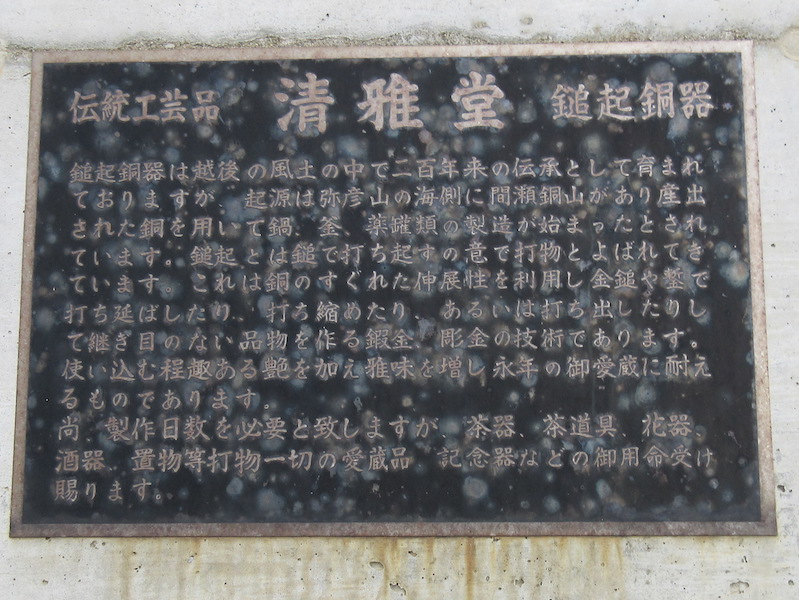 伝統工芸品 清雅堂 鎚起銅器
鎚起銅器は越後の風土の中で二百年来の伝承として育まれ
ております が、起源は弥彦山の海側に間瀬銅山があり産出
された銅を用いて鍋、釜、薬罐類の製造が始まったとされ
ています。鎚起とは鎚で打ち起すの意で打物とよばれてき
ています。これは銅のすぐれた伸展性を利用し金鎚や鏨で
打ち延ばしたり、打ち縮めたり、あるいは打ち出したりし
て継ぎ目のない品物を作る鍛金、彫金の技術であります。
使い込む程趣ある艶を加え雅味を増し永年の御愛蔵に耐え
るものであります。
尚、製作日数を必要と致しますが、茶器、茶道具、花器、
酒器、置物等打物一切の愛蔵品、記念器などの御用命受け
賜ります。